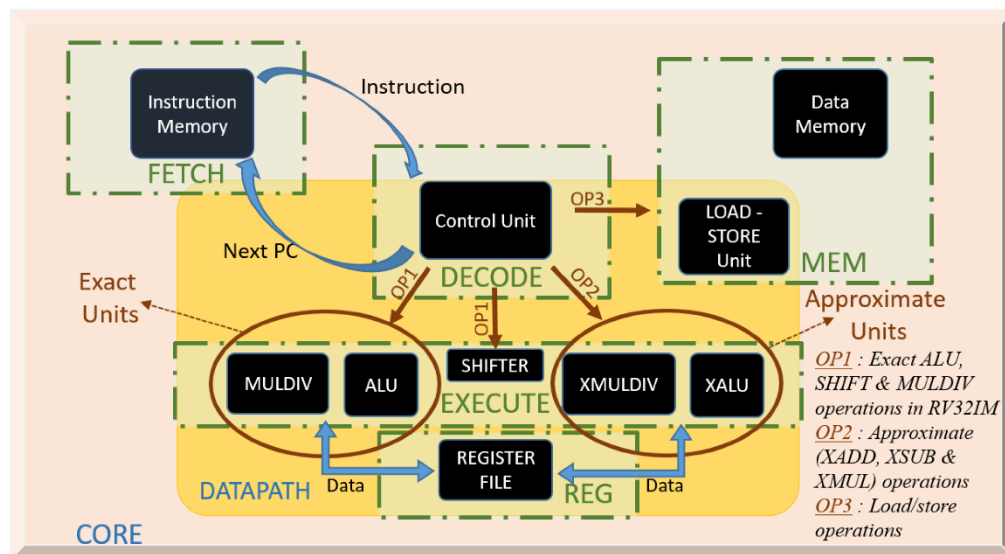 Instruction
Memory
FETCH
Instruction
Data
Memory
Control Unit
DECODE
OP3
LOAD -
STORE
Unit
MEM
Next PC
OP1
OP1
OP2
Exact
Units
Approximate
Units
MULDIV
ALU
SHIFTER
EXECUTE
XMULDIV
XALU
OP1 : Exact ALU,
SHIFT & MULDIV
operations in RV32IM
OP2 : Approximate
(XADD, XSUB &
XMUL) operations
OP3 : Load/store
operations
DATAPATH
Data
REGISTER
FILE
REG
Data
CORE